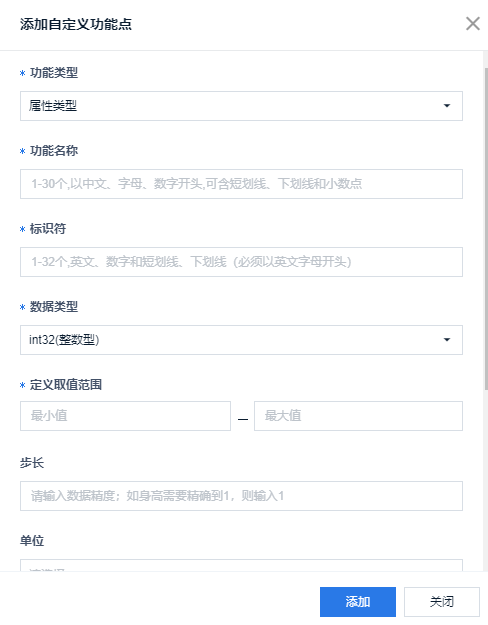 添加自定义功能点
* 功能类型
属性类型
* 功能名称
1-30个,以中文、字母、数字开头,可含短划线、下划线和小数点
* 标识符
1-32个,英文、数字和短划线、下划线（必须以英文字母开头）
* 数据类型
int32(整数型)
* 定义取值范围
最小值 — 最大值
步长
请输入数据精度；如身高需要精确到1，则输入1
单位
添加 关闭